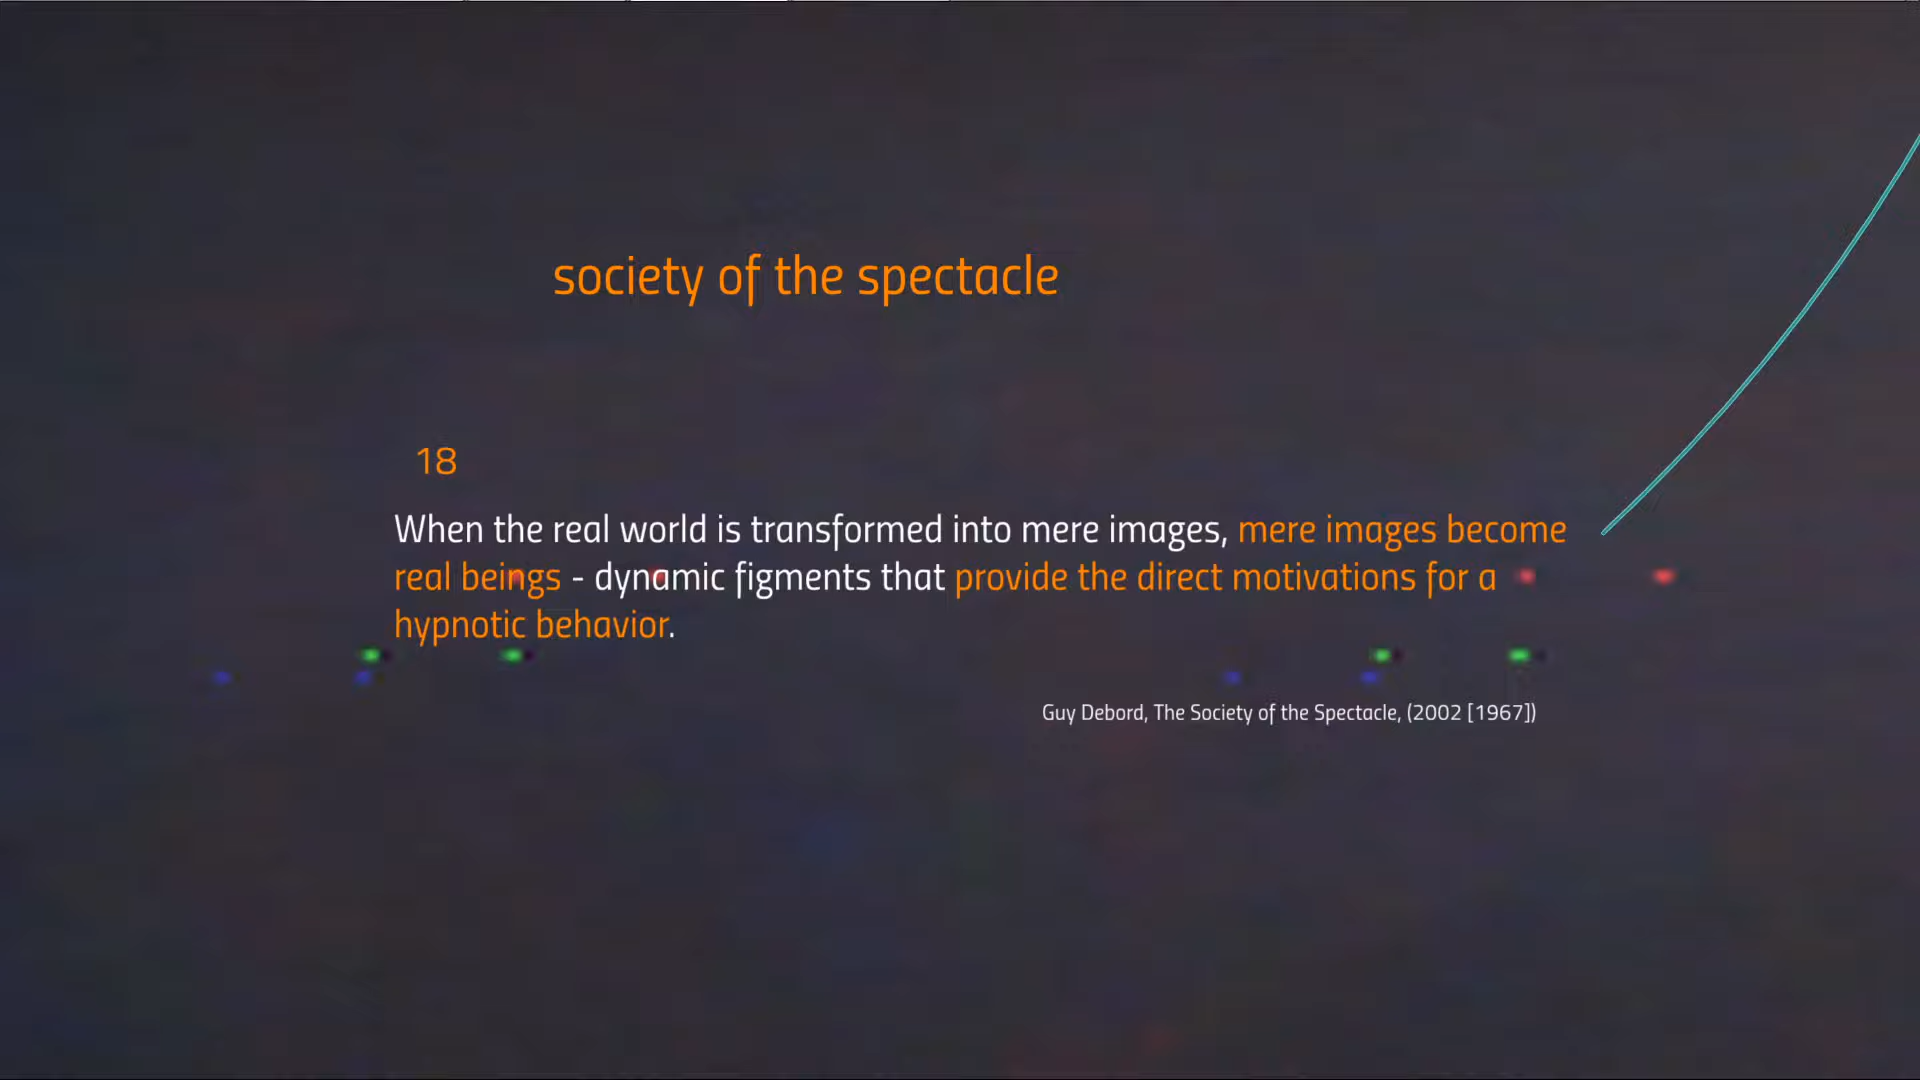 society of the spectacle
18
When the real world is transformed into mere images, mere images become
real beings - dynamic figments that provide the direct motivations for a
hypnotic behavior.
Guy Debord, The Society of the Spectacle, (2002 [1967])